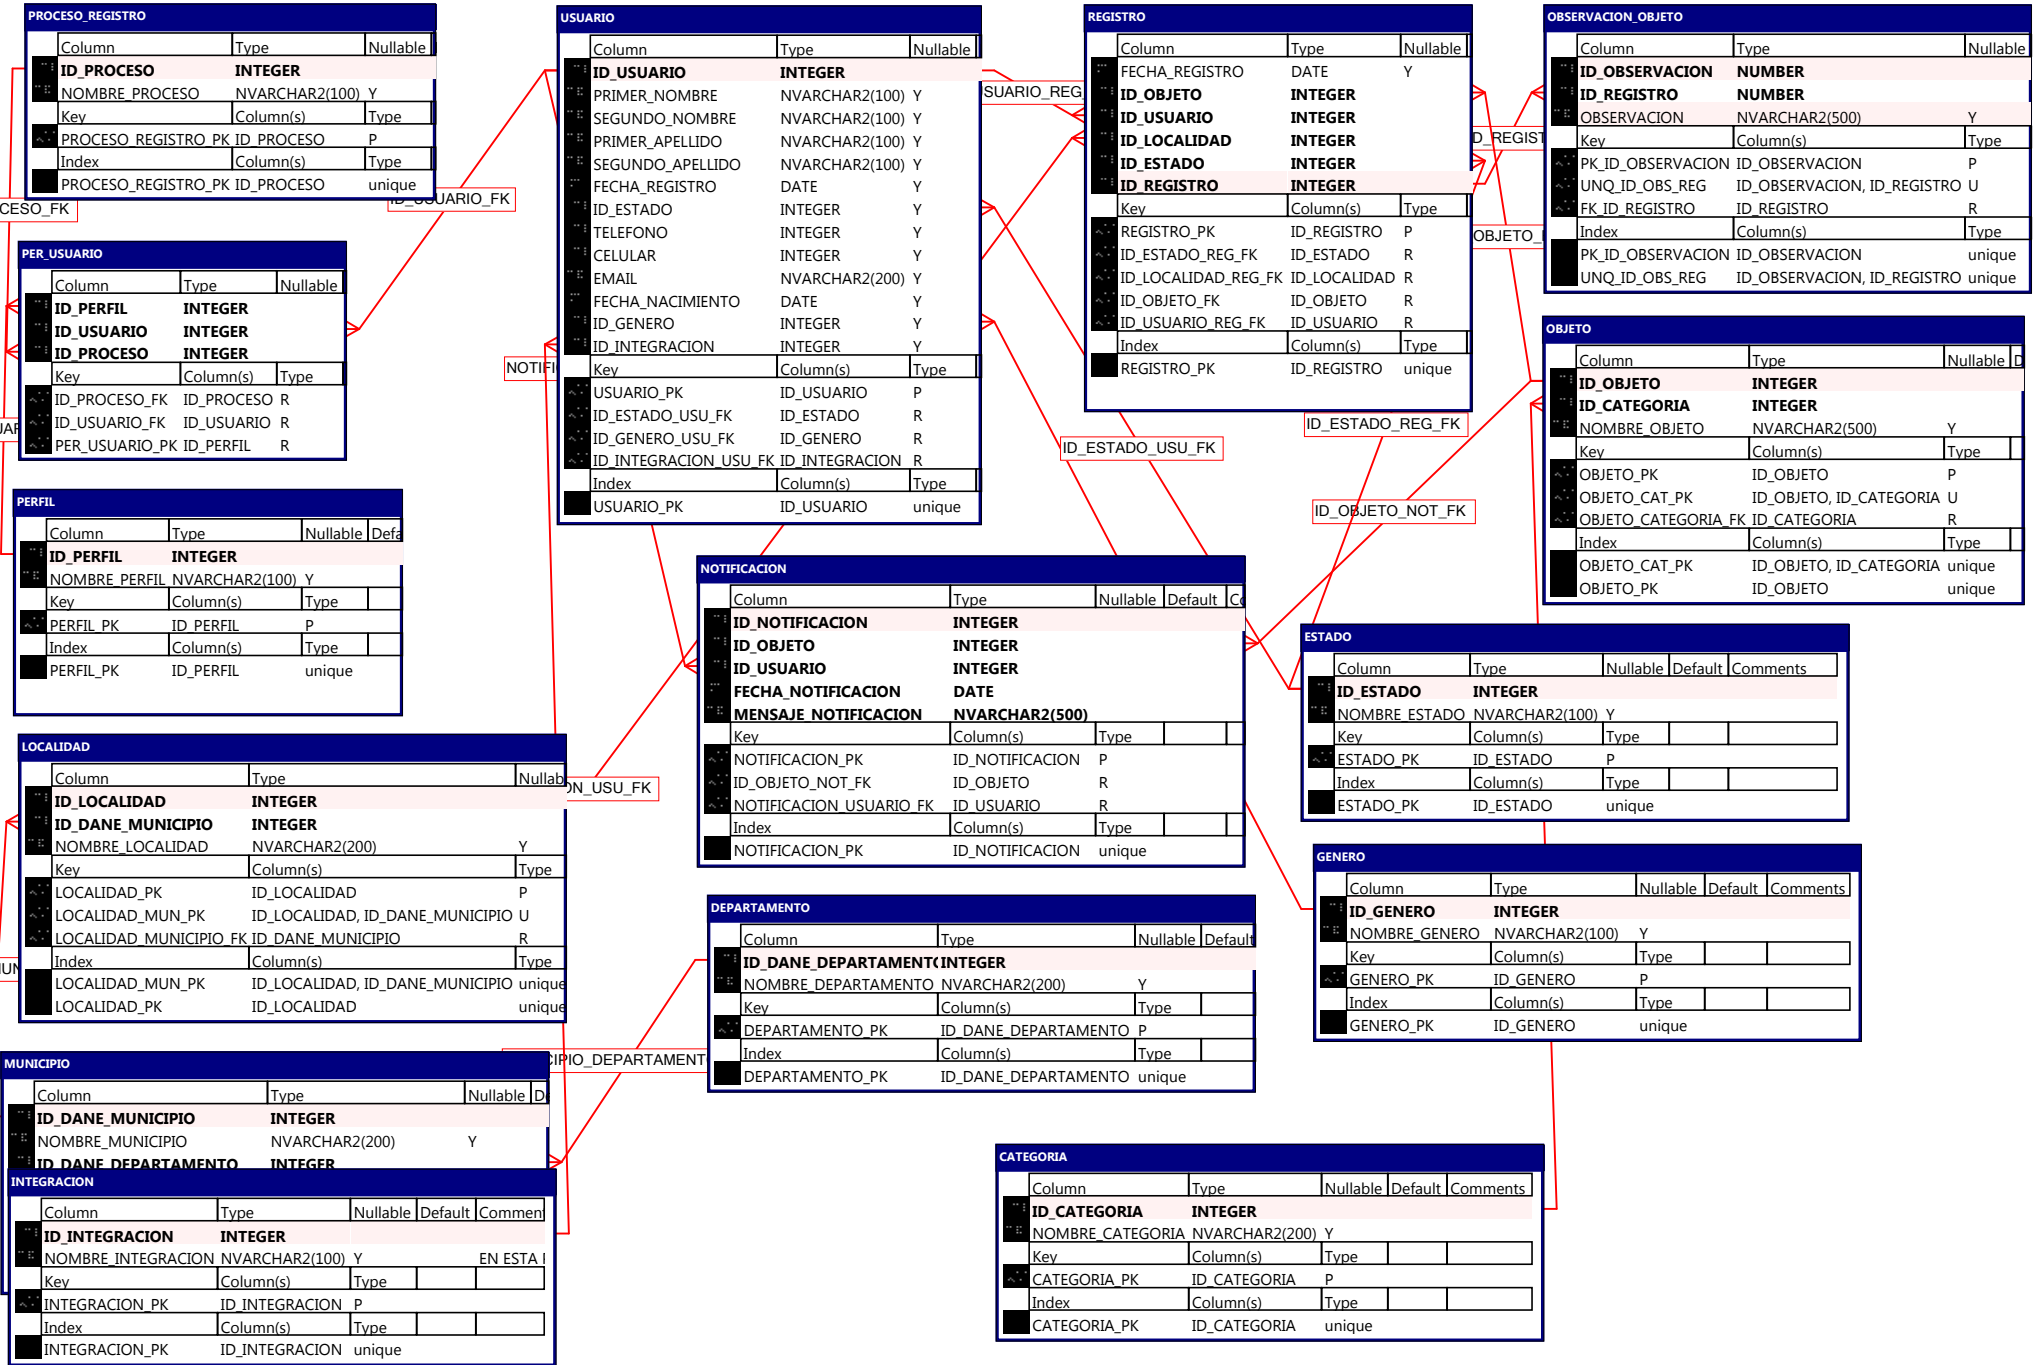 PROCESO_REGISTRO
Column Type Nullable
ID_PROCESO INTEGER
NOMBRE_PROCESO NVARCHAR2(100) Y
Key Column(s) Type
PROCESO_REGISTRO_PK ID_PROCESO P
Index Column(s) Type
PROCESO_REGISTRO_PK ID_PROCESO unique
CESO_FK
ID_USUARIO_FK
PER_USUARIO
Column Type Nullable
ID_PERFIL INTEGER
ID_USUARIO INTEGER
ID_PROCESO INTEGER
Key Column(s) Type
ID_PROCESO_FK ID_PROCESO R
ID_USUARIO_FK ID_USUARIO R
PER_USUARIO_PK ID_PERFIL R
PERFIL
Column Type Nullable Defa
ID_PERFIL INTEGER
NOMBRE_PERFIL NVARCHAR2(100) Y
Key Column(s) Type
PERFIL_PK ID_PERFIL P
Index Column(s) Type
PERFIL_PK ID_PERFIL unique
LOCALIDAD
Column Type Nullab
ID_LOCALIDAD INTEGER
ID_DANE_MUNICIPIO INTEGER
NOMBRE_LOCALIDAD NVARCHAR2(200) Y
Key Column(s) Type
LOCALIDAD_PK ID_LOCALIDAD P
LOCALIDAD_MUN_PK ID_LOCALIDAD, ID_DANE_MUNICIPIO U
LOCALIDAD_MUNICIPIO_FK ID_DANE_MUNICIPIO R
Index Column(s) Type
LOCALIDAD_MUN_PK ID_LOCALIDAD, ID_DANE_MUNICIPIO unique
LOCALIDAD_PK ID_LOCALIDAD unique
MUNICIPIO
Column Type Nullable D
ID_DANE_MUNICIPIO INTEGER
NOMBRE_MUNICIPIO NVARCHAR2(200) Y
ID_DANE_DEPARTAMENTO INTEGER
INTEGRACION
Column Type Nullable Default Commen
ID_INTEGRACION INTEGER
NOMBRE_INTEGRACION NVARCHAR2(100) Y EN ESTA
Key Column(s) Type
INTEGRACION_PK ID_INTEGRACION P
Index Column(s) Type
INTEGRACION_PK ID_INTEGRACION unique
USUARIO
Column Type Nullable
ID_USUARIO INTEGER
PRIMER_NOMBRE NVARCHAR2(100) Y
SEGUNDO_NOMBRE NVARCHAR2(100) Y
PRIMER_APELLIDO NVARCHAR2(100) Y
SEGUNDO_APELLIDO NVARCHAR2(100) Y
FECHA_REGISTRO DATE Y
ID_ESTADO INTEGER Y
TELEFONO INTEGER Y
CELULAR INTEGER Y
EMAIL NVARCHAR2(200) Y
FECHA_NACIMIENTO DATE Y
ID_GENERO INTEGER Y
ID_INTEGRACION INTEGER Y
Key Column(s) Type
USUARIO_PK ID_USUARIO P
ID_ESTADO_USU_FK ID_ESTADO R
ID_GENERO_USU_FK ID_GENERO R
ID_INTEGRACION_USU_FK ID_INTEGRACION R
Index Column(s) Type
USUARIO_PK ID_USUARIO unique
NOTIFI
SUARIO_REG_
ON_USU_FK
NOTIFICACION
Column Type Nullable Default Co
ID_NOTIFICACION INTEGER
ID_OBJETO INTEGER
ID_USUARIO INTEGER
FECHA_NOTIFICACION DATE
MENSAJE_NOTIFICACION NVARCHAR2(500)
Key Column(s) Type
NOTIFICACION_PK ID_NOTIFICACION P
ID_OBJETO_NOT_FK ID_OBJETO R
NOTIFICACION_USUARIO_FK ID_USUARIO R
Index Column(s) Type
NOTIFICACION_PK ID_NOTIFICACION unique
DEPARTAMENTO
Column Type Nullable Default
ID_DANE_DEPARTAMENTO INTEGER
NOMBRE_DEPARTAMENTO NVARCHAR2(200) Y
Key Column(s) Type
DEPARTAMENTO_PK ID_DANE_DEPARTAMENTO P
Index Column(s) Type
DEPARTAMENTO_PK ID_DANE_DEPARTAMENTO unique
CIPIO_DEPARTAMENT
REGISTRO
Column Type Nullable
FECHA_REGISTRO DATE Y
ID_OBJETO INTEGER
ID_USUARIO INTEGER
ID_LOCALIDAD INTEGER
ID_ESTADO INTEGER
ID_REGISTRO INTEGER
Key Column(s) Type
REGISTRO_PK ID_REGISTRO P
ID_ESTADO_REG_FK ID_ESTADO R
ID_LOCALIDAD_REG_FK ID_LOCALIDAD R
ID_OBJETO_FK ID_OBJETO R
ID_USUARIO_REG_FK ID_USUARIO R
Index Column(s) Type
REGISTRO_PK ID_REGISTRO unique
D_REGIST
OBJETO_
ID_ESTADO_REG_FK
ID_ESTADO_USU_FK
ID_OBJETO_NOT_FK
OBSERVACION_OBJETO
Column Type Nullable
ID_OBSERVACION NUMBER
ID_REGISTRO NUMBER
OBSERVACION NVARCHAR2(500) Y
Key Column(s) Type
PK_ID_OBSERVACION ID_OBSERVACION P
UNQ_ID_OBS_REG ID_OBSERVACION, ID_REGISTRO U
FK_ID_REGISTRO ID_REGISTRO R
Index Column(s) Type
PK_ID_OBSERVACION ID_OBSERVACION unique
UNQ_ID_OBS_REG ID_OBSERVACION, ID_REGISTRO unique
OBJETO
Column Type Nullable D
ID_OBJETO INTEGER
ID_CATEGORIA INTEGER
NOMBRE_OBJETO NVARCHAR2(500) Y
Key Column(s) Type
OBJETO_PK ID_OBJETO P
OBJETO_CAT_PK ID_OBJETO, ID_CATEGORIA U
OBJETO_CATEGORIA_FK ID_CATEGORIA R
Index Column(s) Type
OBJETO_CAT_PK ID_OBJETO, ID_CATEGORIA unique
OBJETO_PK ID_OBJETO unique
ESTADO
Column Type Nullable Default Comments
ID_ESTADO INTEGER
NOMBRE_ESTADO NVARCHAR2(100) Y
Key Column(s) Type
ESTADO_PK ID_ESTADO P
Index Column(s) Type
ESTADO_PK ID_ESTADO unique
GENERO
Column Type Nullable Default Comments
ID_GENERO INTEGER
NOMBRE_GENERO NVARCHAR2(100) Y
Key Column(s) Type
GENERO_PK ID_GENERO P
Index Column(s) Type
GENERO_PK ID_GENERO unique
CATEGORIA
Column Type Nullable Default Comments
ID_CATEGORIA INTEGER
NOMBRE_CATEGORIA NVARCHAR2(200) Y
Key Column(s) Type
CATEGORIA_PK ID_CATEGORIA P
Index Column(s) Type
CATEGORIA_PK ID_CATEGORIA unique